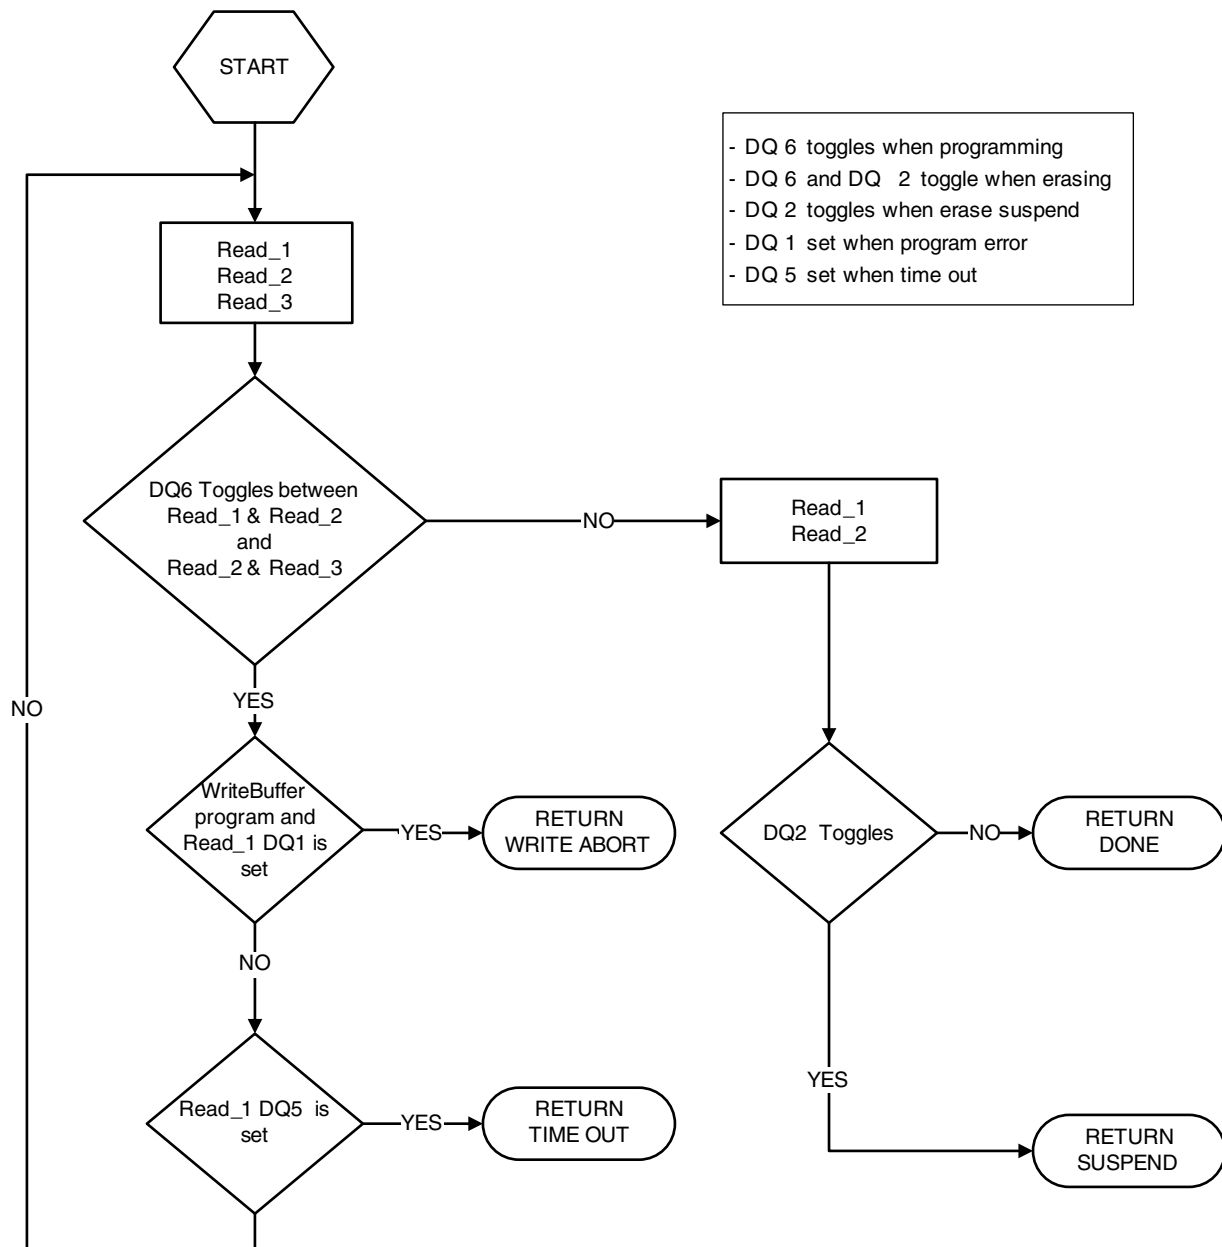 START
- DQ 6 toggles when programming
- DQ 6 and DQ 2 toggle when erasing
- DQ 2 toggles when erase suspend
- DQ 1 set when program error
- DQ 5 set when time out
Read_1
Read_2
Read_3
DQ6 Toggles between
Read_1 & Read_2
and
Read_2 & Read_3
NO
Read_1
Read_2
YES
NO
WriteBuffer
program and
Read_1 DQ1 is
set
YES
RETURN
WRITE ABORT
DQ2 Toggles
NO
RETURN
DONE
NO
YES
Read_1 DQ5 is
set
YES
RETURN
TIME OUT
RETURN
SUSPEND